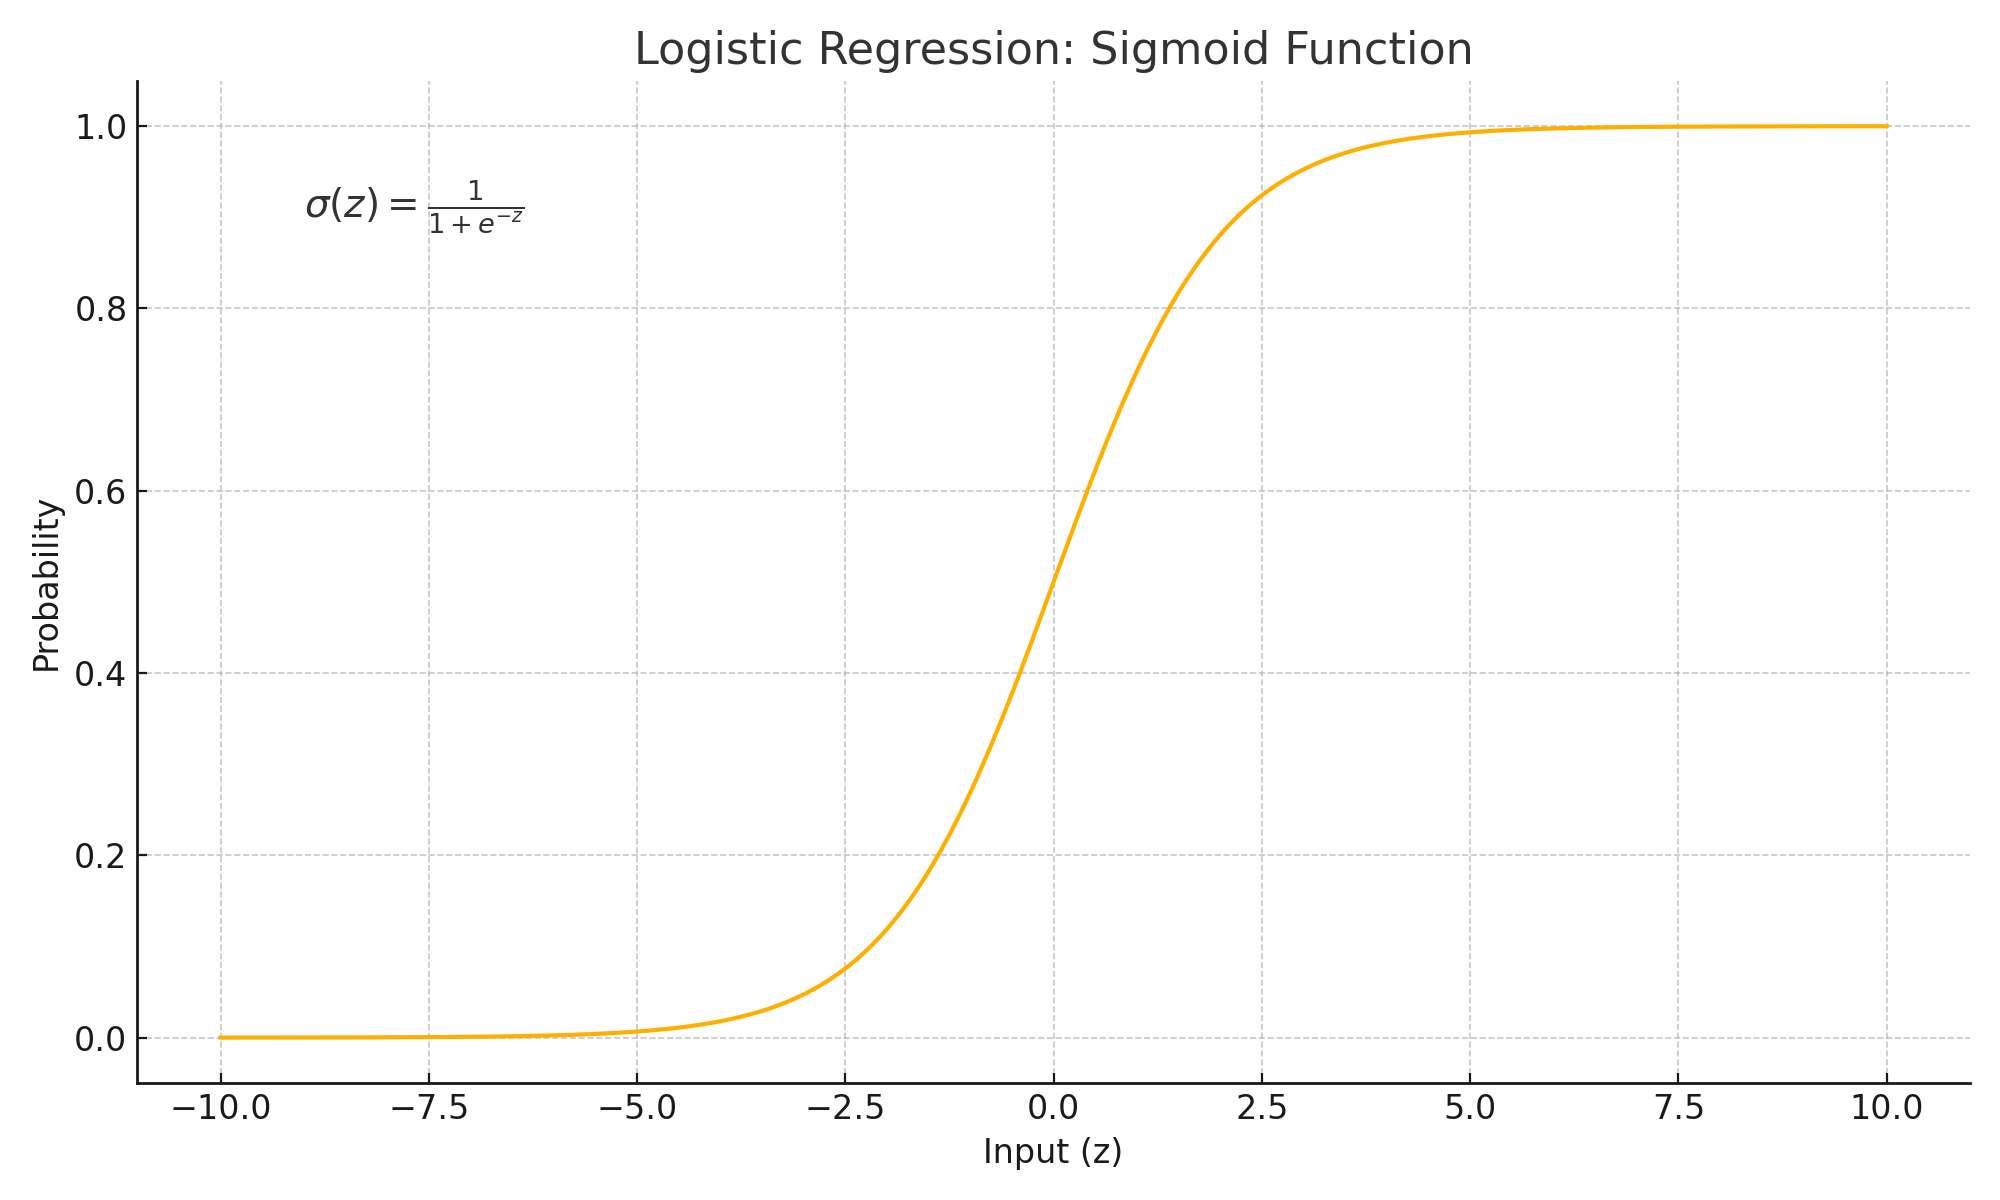 Logistic Regression: Sigmoid Function
1.0
σ(z) = 1/(1 + e^{−z})
0.8
0.6
Probability
0.4
0.2
0.0
−10.0 −7.5 −5.0 −2.5 0.0 2.5 5.0 7.5 10.0
Input (z)